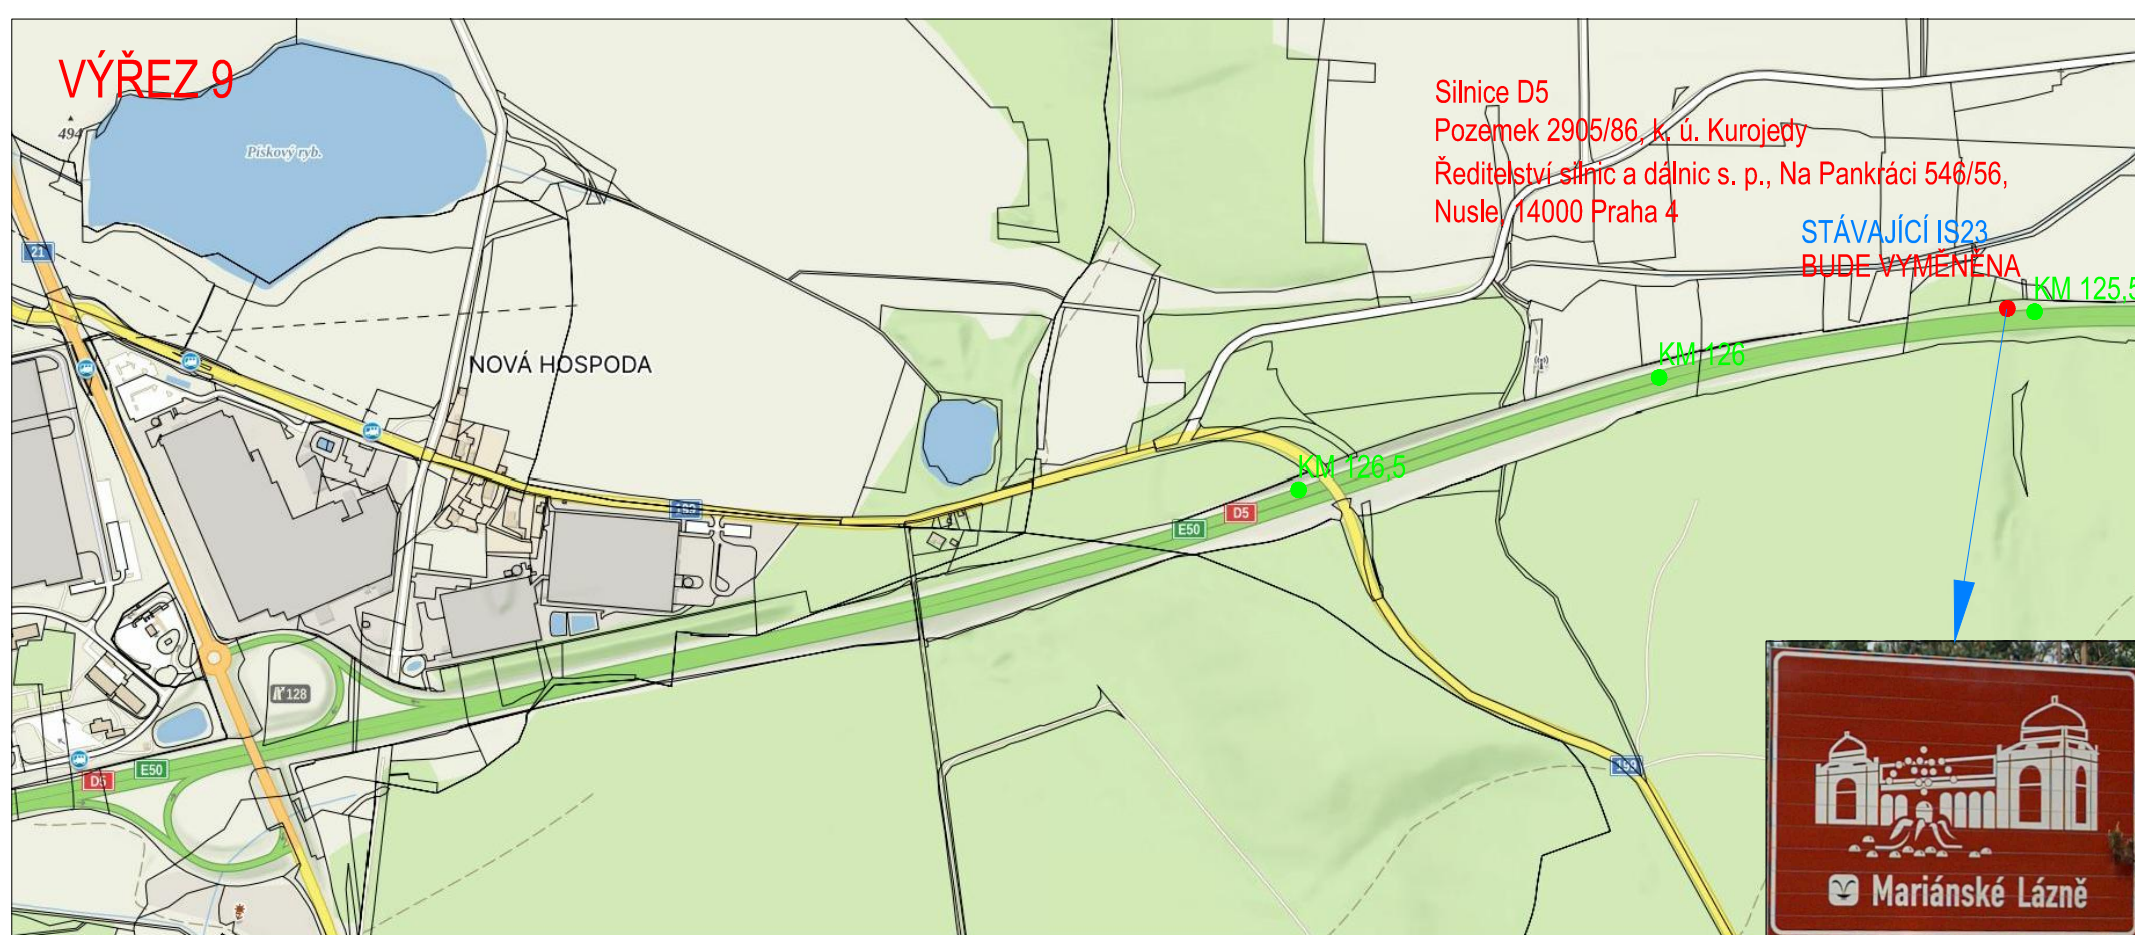 VÝŘEZ 9
494
Pískový ryb.
Silnice D5
Pozemek 2905/86, k. ú. Kurojedy
Ředitelství silnic a dálnic s. p., Na Pankráci 546/56,
Nusle, 14000 Praha 4
STÁVAJÍCÍ IS23
BUDE VYMĚNĚNA
21
KM 125,5
NOVÁ HOSPODA
KM 126
KM 126,5
199
D5
E50
128
E50
D5
199
Mariánské Lázně